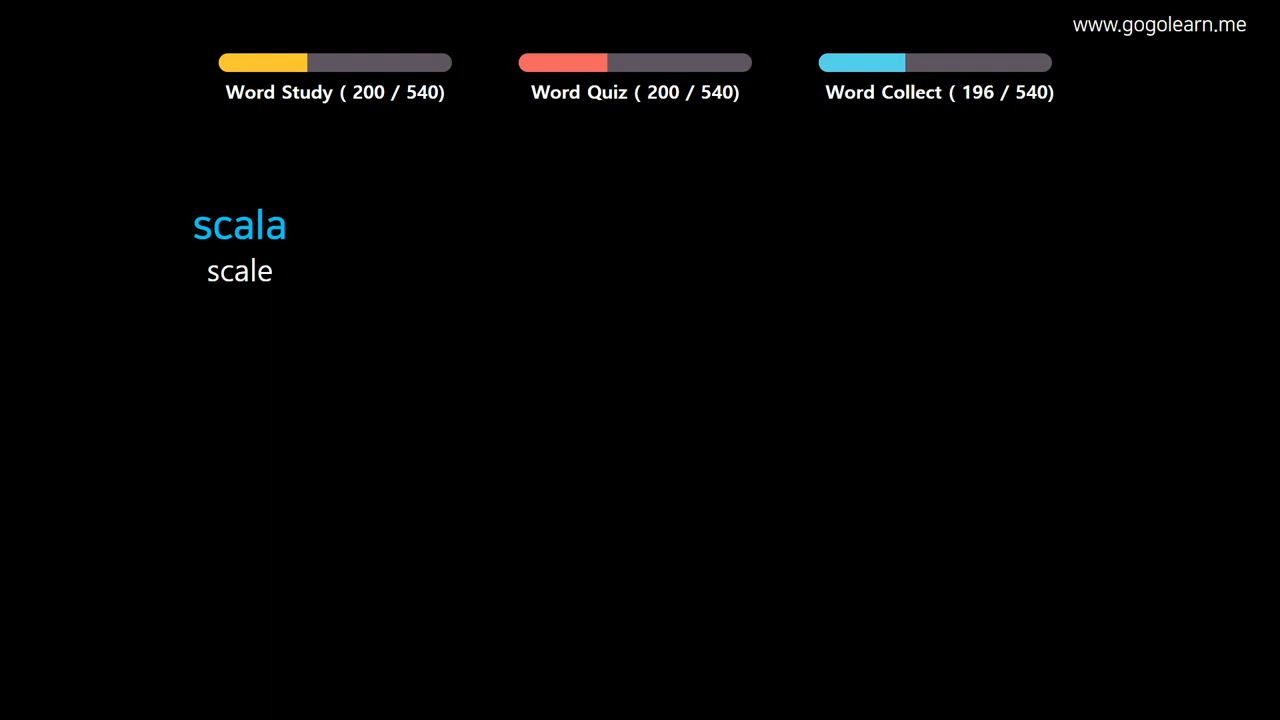 www.gogolearn.me
Word Study ( 200 / 540)
Word Quiz ( 200 / 540)
Word Collect ( 196 / 540)
scala
scale